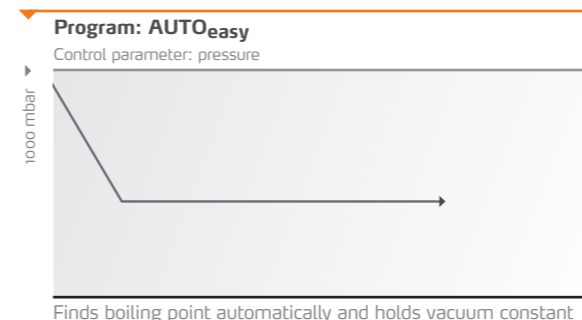 Program: AUTOeasy
Control parameter: pressure
1000 mbar
Finds boiling point automatically and holds vacuum constant